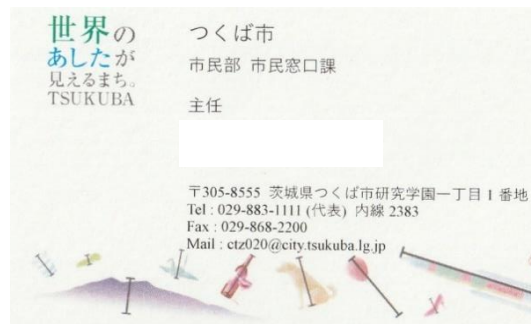 世界の
あしたが
見えるまち。
TSUKUBA
つくば市
市民部 市民窓口課
主任
〒305-8555 茨城県つくば市研究学園一丁目1番地
Tel : 029-883-1111 (代表) 内線 2383
Fax : 029-868-2200
Mail : ctz020@city.tsukuba.lg.jp